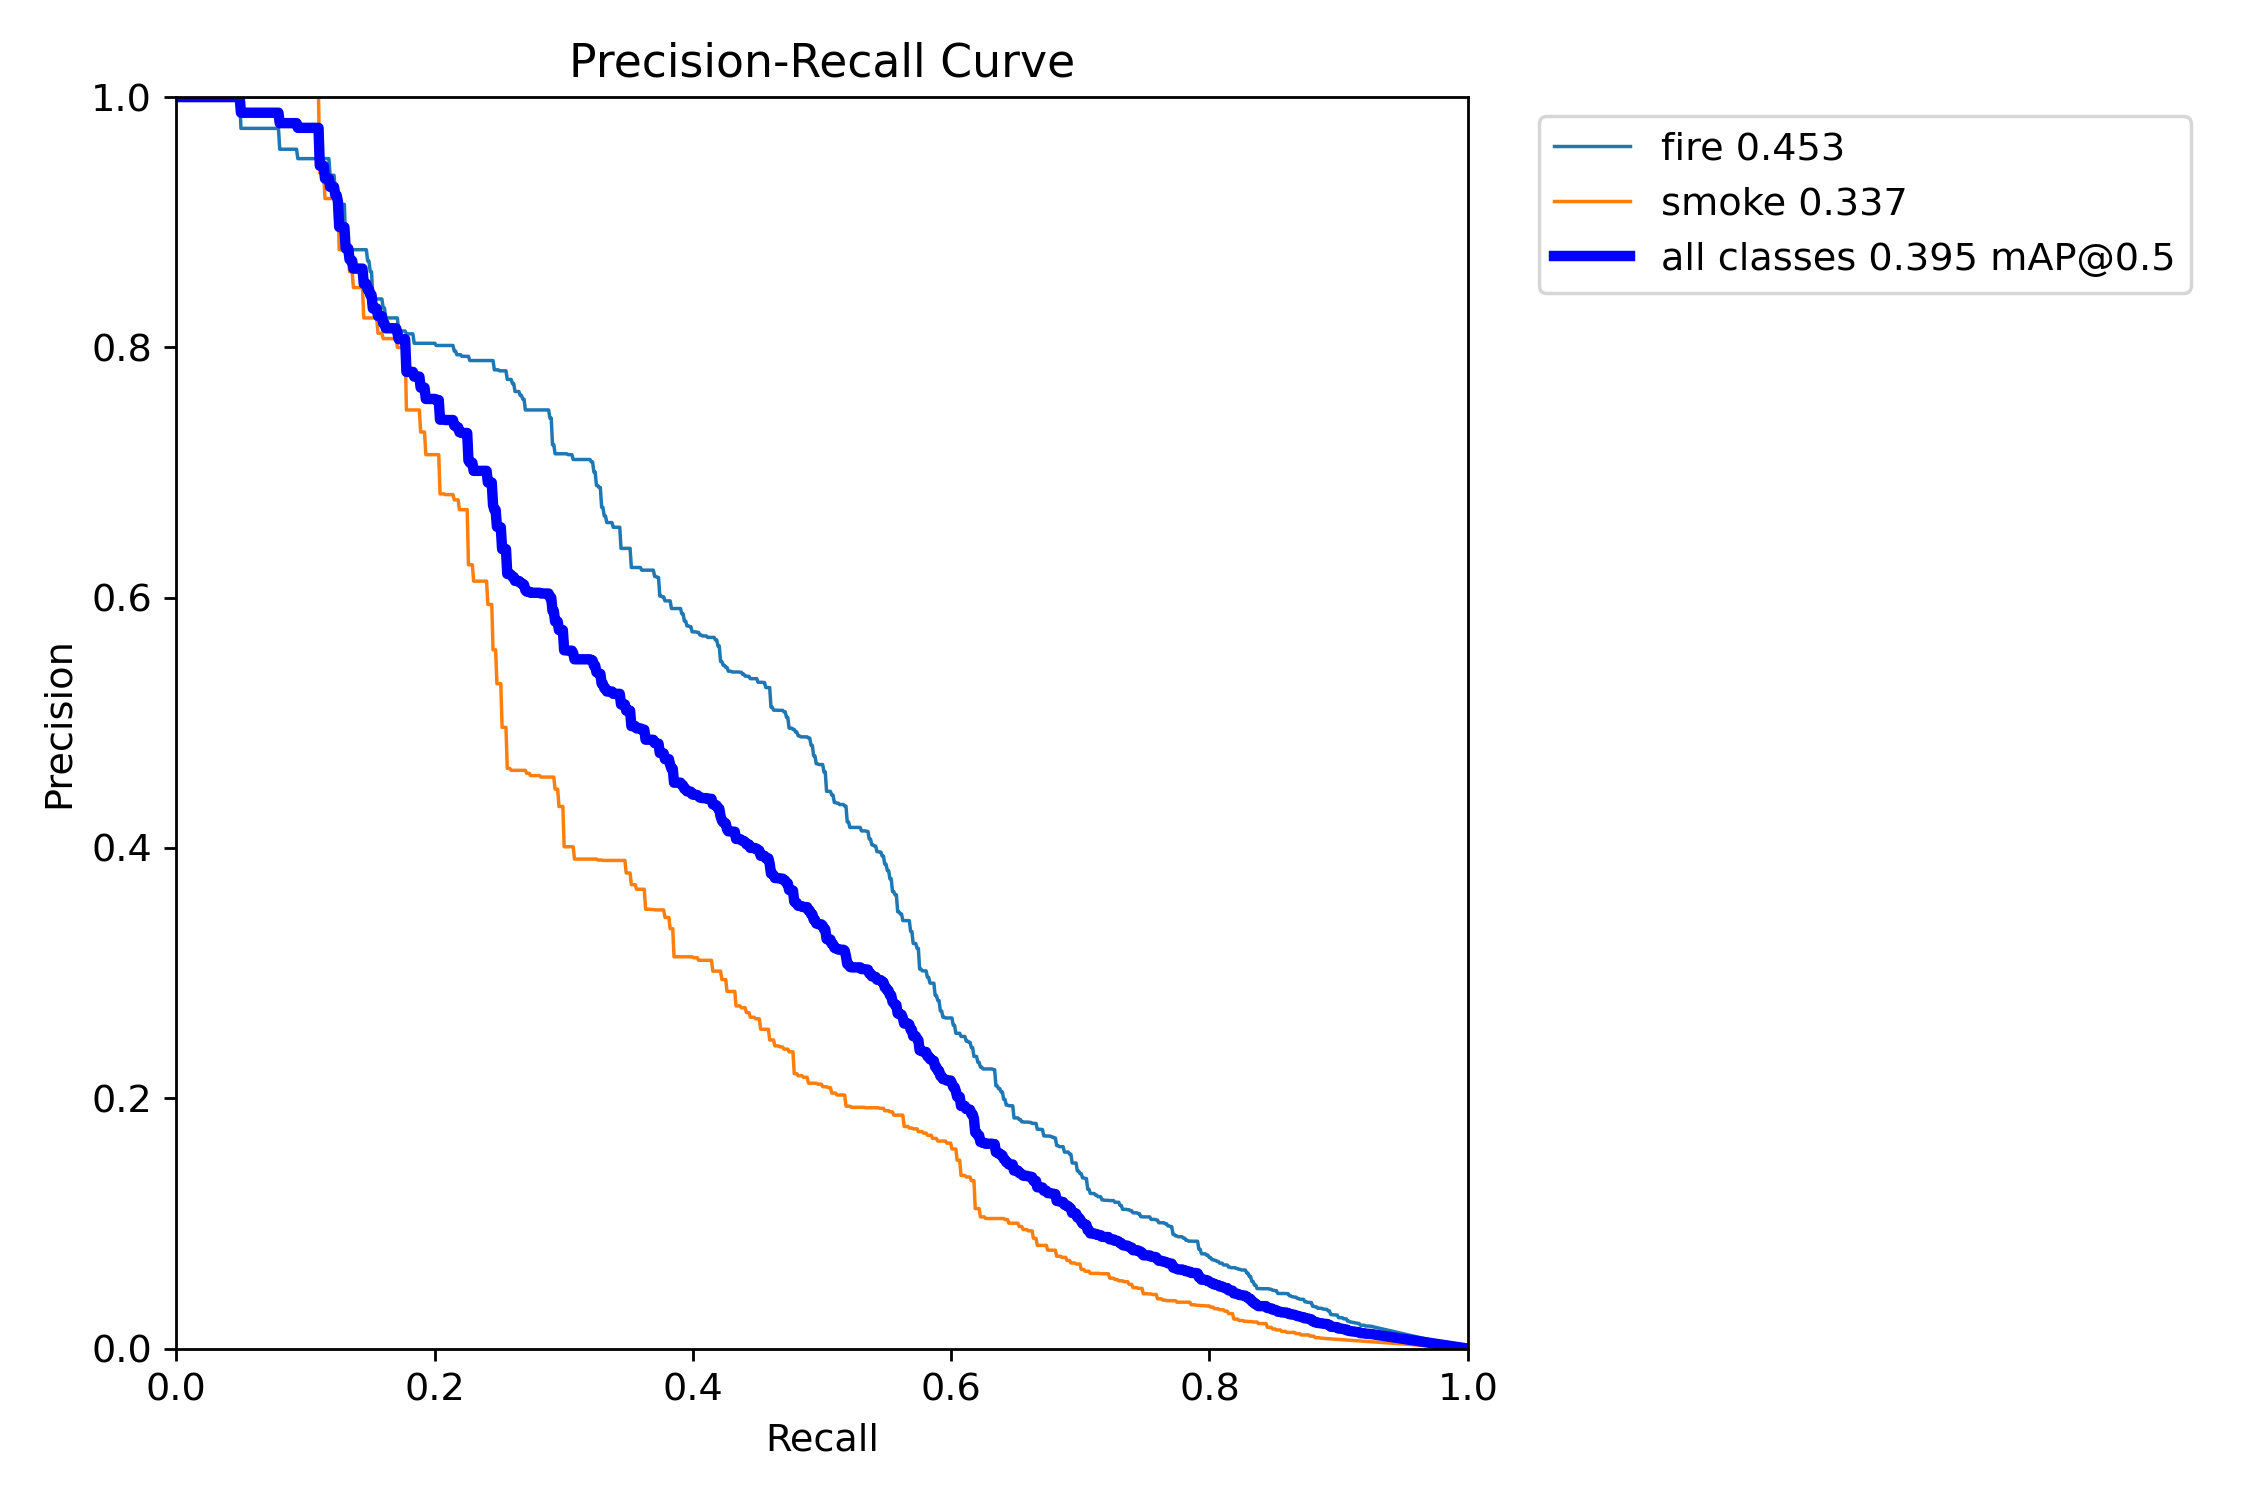 Precision-Recall Curve
1.0
0.8
0.6
0.4
0.2
0.0
Precision
0.0 0.2 0.4 0.6 0.8 1.0
Recall
fire 0.453
smoke 0.337
all classes 0.395 mAP@0.5